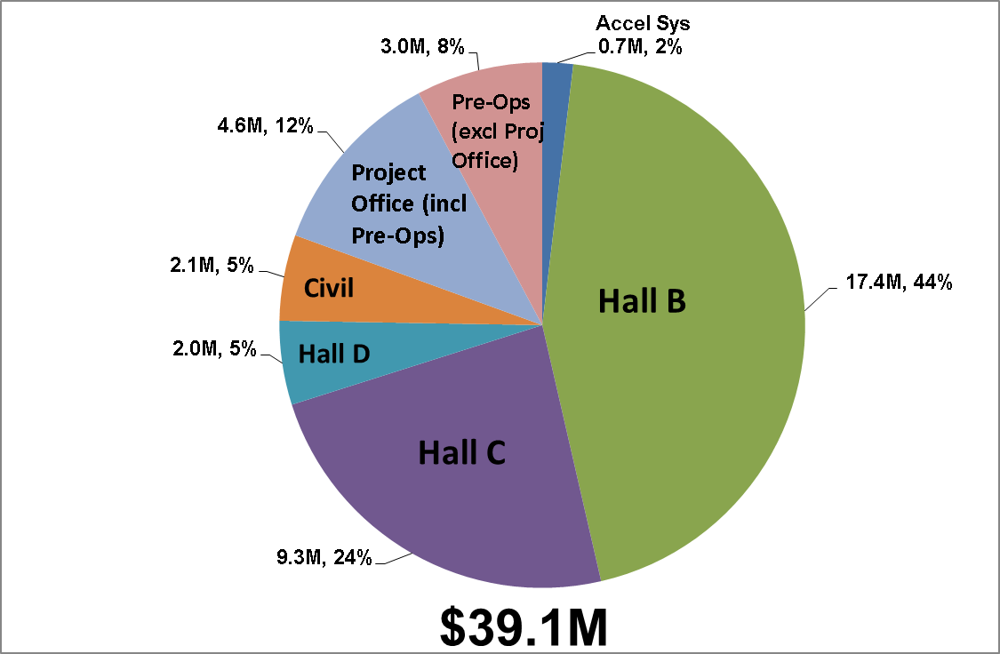 Accel Sys
0.7M, 2%
3.0M, 8%
Pre-Ops
(excl Proj
Office)
4.6M, 12%
Project
Office (incl
Pre-Ops)
2.1M, 5%
Civil
17.4M, 44%
Hall B
2.0M, 5%
Hall D
Hall C
9.3M, 24%
$39.1M